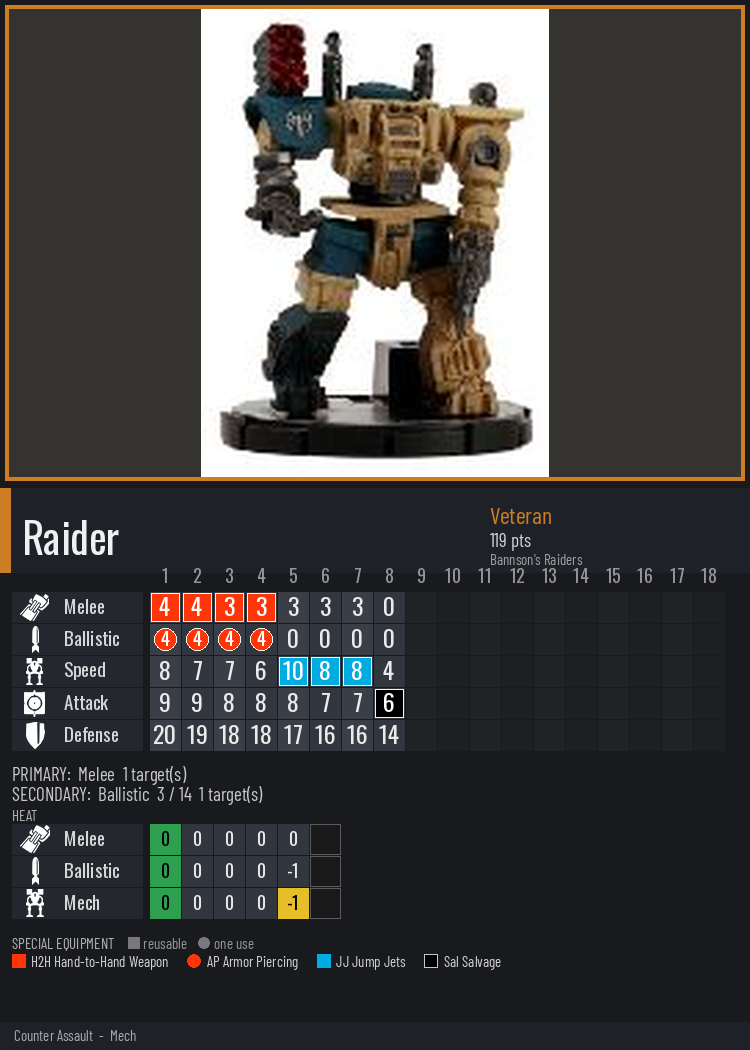 Raider
Veteran
119 pts
Bannson's Raiders
1 2 3 4 5 6 7 8 9 10 11 12 13 14 15 16 17 18
Melee 4 4 3 3 3 3 3 0
Ballistic 4 4 4 4 0 0 0 0
Speed 8 7 7 6 10 8 8 4
Attack 9 9 8 8 8 7 7 6
Defense 20 19 18 18 17 16 16 14
PRIMARY: Melee 1 target(s)
SECONDARY: Ballistic 3 / 14 1 target(s)
HEAT
Melee 0 0 0 0 0
Ballistic 0 0 0 0 -1
Mech 0 0 0 0 -1
SPECIAL EQUIPMENT reusable one use
H2H Hand-to-Hand Weapon AP Armor Piercing JJ Jump Jets Sal Salvage
Counter Assault - Mech